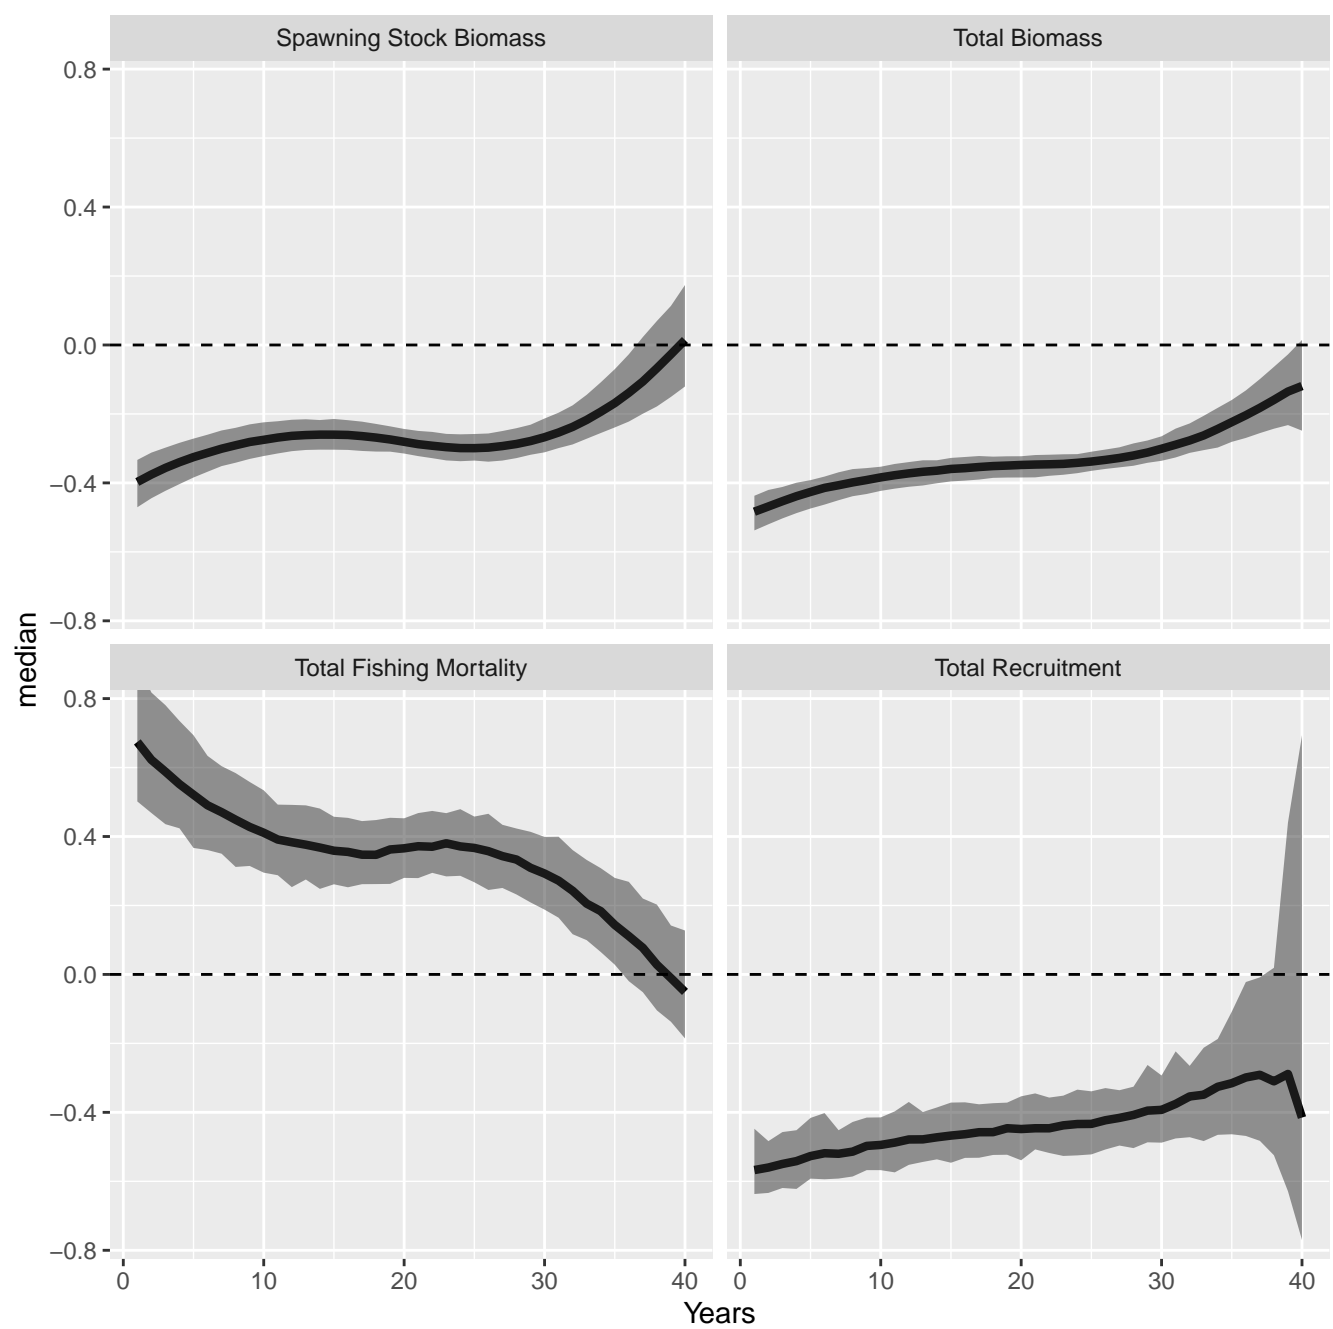 Spawning Stock Biomass
Total Biomass
0.8
0.4
0.0
−0.4
−0.8
median
Total Fishing Mortality
Total Recruitment
0.8
0.4
0.0
−0.4
−0.8
0 10 20 30 40
0 10 20 30 40
Years